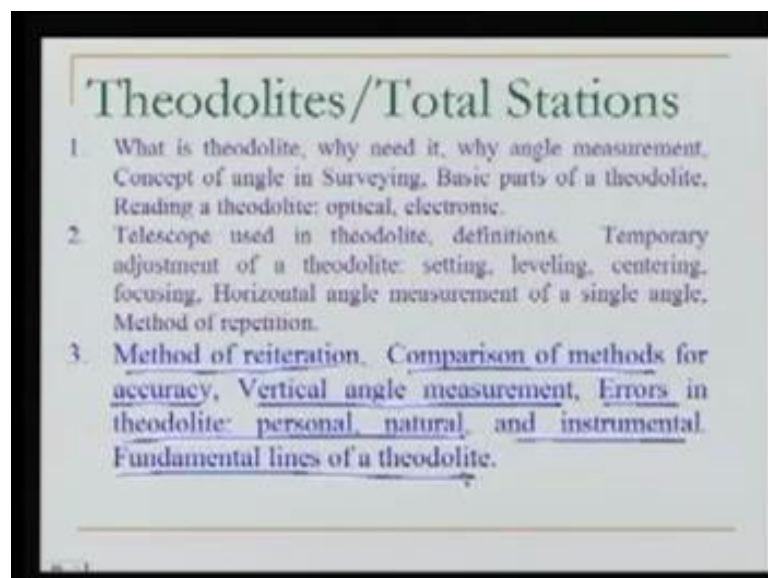 Theodolites/Total Stations
1. What is theodolite, why need it, why angle measurement,
Concept of angle in Surveying, Basic parts of a theodolite,
Reading a theodolite: optical, electronic.
2. Telescope used in theodolite, definitions. Temporary
adjustment of a theodolite: setting, leveling, centering,
focusing, Horizontal angle measurement of a single angle,
Method of repetition.
3. Method of reiteration, Comparison of methods for
accuracy, Vertical angle measurement, Errors in
theodolite: personal, natural, and instrumental.
Fundamental lines of a theodolite.